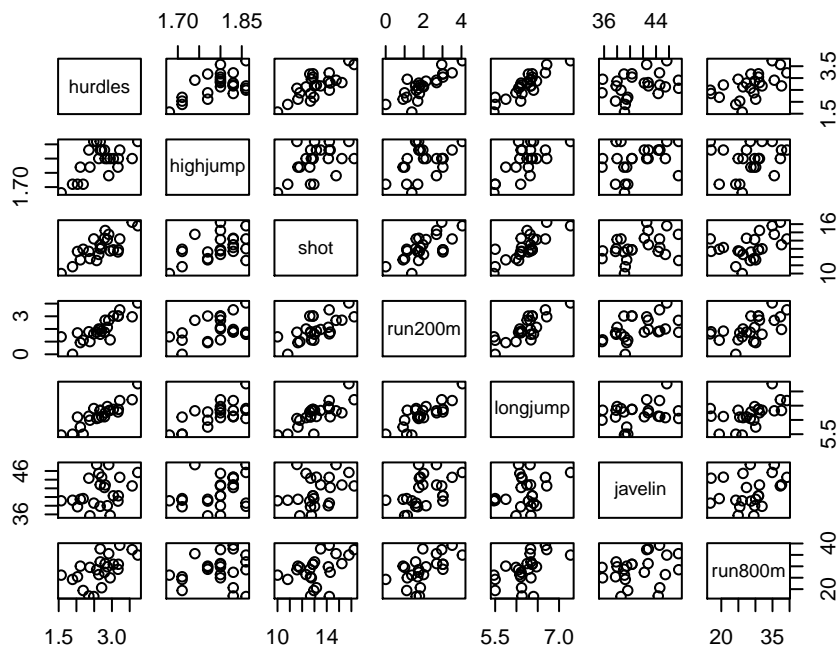 1.70 1.85 0 2 4 36 44
hurdles 1.5 3.5
1.70 highjump
shot 10 16
0 3 run200m
longjump 5.5
36 46 javelin
run800m 20 40
1.5 3.0 10 14 5.5 7.0 20 35